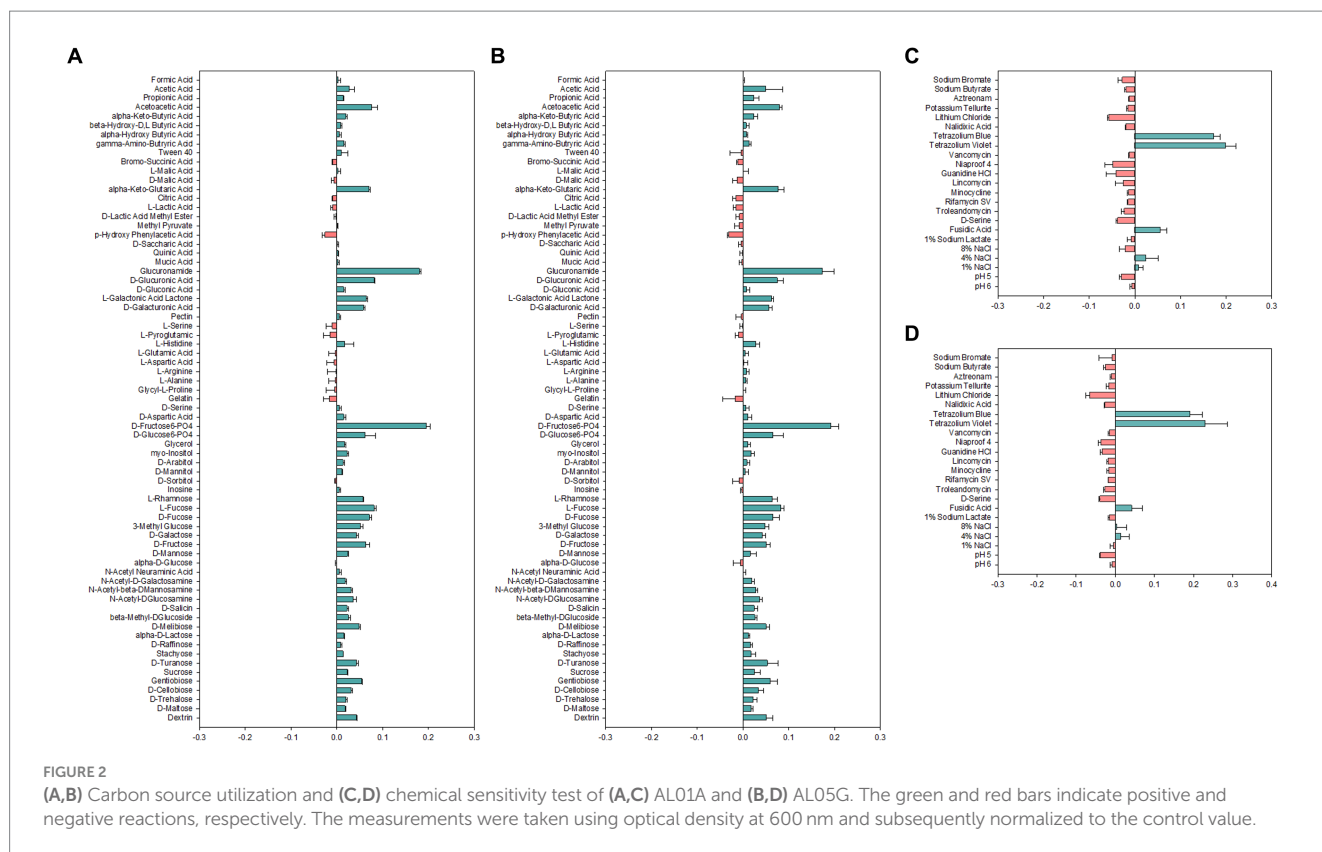 A
Formic Acid
Acetic Acid
Propionic Acid
Acetoacetic Acid
alpha-Keto-Butyric Acid
beta-Hydroxy-D,L Butyric Acid
alpha-Hydroxy Butyric Acid
gamma-Amino-Butryric Acid
Tween 40
Bromo-Succinic Acid
L-Malic Acid
D-Malic Acid
alpha-Keto-Glutaric Acid
Citric Acid
L-Lactic Acid
D-Lactic Acid Methyl Ester
Methyl Pyruvate
p-Hydroxy Phenylacetic Acid
D-Saccharic Acid
Quinic Acid
Mucic Acid
Glucuronamide
D-Glucuronic Acid
D-Gluconic Acid
L-Galactonic Acid Lactone
D-Galacturonic Acid
Pectin
L-Serine
L-Pyroglutamic
L-Histidine
L-Glutamic Acid
L-Aspartic Acid
L-Arginine
L-Alanine
Glycyl-L-Proline
Gelatin
D-Serine
D-Aspartic Acid
D-Fructose6-PO4
D-Glucose6-PO4
Glycerol
myo-Inositol
D-Arabitol
D-Mannitol
D-Sorbitol
Inosine
L-Rhamnose
L-Fucose
D-Fucose
3-Methyl Glucose
D-Galactose
D-Fructose
D-Mannose
alpha-D-Glucose
N-Acetyl Neuraminic Acid
N-Acetyl-D-Galactosamine
N-Acetyl-beta-DMannosamine
N-Acetyl-DGlucosamine
D-Salicin
beta-Methyl-DGlucoside
D-Melibiose
alpha-D-Lactose
D-Raffinose
Stachyose
D-Turanose
Sucrose
Gentiobiose
D-Cellobiose
D-Trehalose
D-Maltose
Dextrin
-0.3 -0.2 -0.1 0.0 0.1 0.2 0.3
B
Formic Acid
Acetic Acid
Propionic Acid
Acetoacetic Acid
alpha-Keto-Butyric Acid
beta-Hydroxy-D,L Butyric Acid
alpha-Hydroxy Butyric Acid
gamma-Amino-Butryric Acid
Tween 40
Bromo-Succinic Acid
L-Malic Acid
D-Malic Acid
alpha-Keto-Glutaric Acid
Citric Acid
L-Lactic Acid
D-Lactic Acid Methyl Ester
Methyl Pyruvate
p-Hydroxy Phenylacetic Acid
D-Saccharic Acid
Quinic Acid
Mucic Acid
Glucuronamide
D-Glucuronic Acid
D-Gluconic Acid
L-Galactonic Acid Lactone
D-Galacturonic Acid
Pectin
L-Serine
L-Pyroglutamic
L-Histidine
L-Glutamic Acid
L-Aspartic Acid
L-Arginine
L-Alanine
Glycyl-L-Proline
Gelatin
D-Serine
D-Aspartic Acid
D-Fructose6-PO4
D-Glucose6-PO4
Glycerol
myo-Inositol
D-Arabitol
D-Mannitol
D-Sorbitol
Inosine
L-Rhamnose
L-Fucose
D-Fucose
3-Methyl Glucose
D-Galactose
D-Fructose
D-Mannose
alpha-D-Glucose
N-Acetyl Neuraminic Acid
N-Acetyl-D-Galactosamine
N-Acetyl-beta-DMannosamine
N-Acetyl-DGlucosamine
D-Salicin
beta-Methyl-DGlucoside
D-Melibiose
alpha-D-Lactose
D-Raffinose
Stachyose
D-Turanose
Sucrose
Gentiobiose
D-Cellobiose
D-Trehalose
D-Maltose
Dextrin
-0.3 -0.2 -0.1 0.0 0.1 0.2 0.3
C
Sodium Bromate
Sodium Butyrate
Aztreonam
Potassium Tellurite
Lithium Chloride
Nalidixic Acid
Tetrazolium Blue
Tetrazolium Violet
Vancomycin
Niaproof 4
Guanidine HCl
Lincomycin
Minocycline
Rifamycin SV
Troleandomycin
D-Serine
Fusidic Acid
1% Sodium Lactate
8% NaCl
4% NaCl
1% NaCl
pH 5
pH 6
-0.3 -0.2 -0.1 0.0 0.1 0.2 0.3
D
Sodium Bromate
Sodium Butyrate
Aztreonam
Potassium Tellurite
Lithium Chloride
Nalidixic Acid
Tetrazolium Blue
Tetrazolium Violet
Vancomycin
Niaproof 4
Guanidine HCl
Lincomycin
Minocycline
Rifamycin SV
Troleandomycin
D-Serine
Fusidic Acid
1% Sodium Lactate
8% NaCl
4% NaCl
1% NaCl
pH 5
pH 6
-0.3 -0.2 -0.1 0.0 0.1 0.2 0.3 0.4
FIGURE 2
(A,B) Carbon source utilization and (C,D) chemical sensitivity test of (A,C) AL01A and (B,D) AL05G. The green and red bars indicate positive and
negative reactions, respectively. The measurements were taken using optical density at 600 nm and subsequently normalized to the control value.